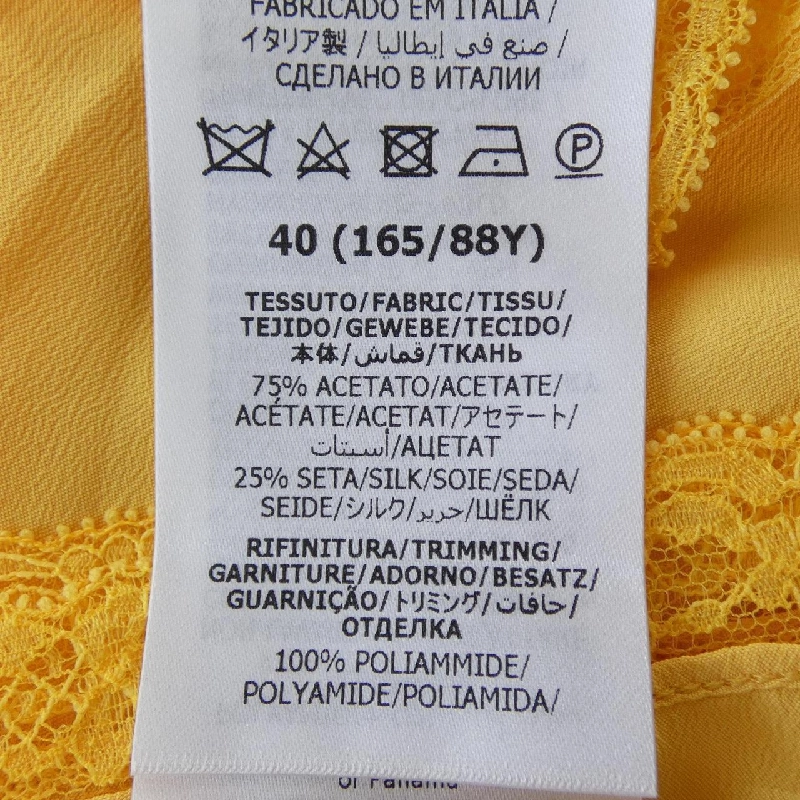 FABRICADO EM ITALIA /
イタリア製 / صنع في إيطاليا /
СДЕЛАНО В ИТАЛИИ
P
40 (165/88Y)
TESSUTO/FABRIC/TISSU/
TEJIDO/GEWEBE/TECIDO/
本体/قماش/ТКАНЬ
75% ACETATO/ACETATE/
ACÉTATE/ACETAT/アセテート/
أسيتات/АЦЕТАТ
25% SETA/SILK/SOIE/SEDA/
SEIDE/シルク/حرير/ШЁЛК
RIFINITURA/TRIMMING/
GARNITURE/ADORNO/BESATZ/
GUARNIÇÃO/トリミング/حافات/
ОТДЕЛКА
100% POLIAMMIDE/
POLYAMIDE/POLIAMIDA/
of Panama